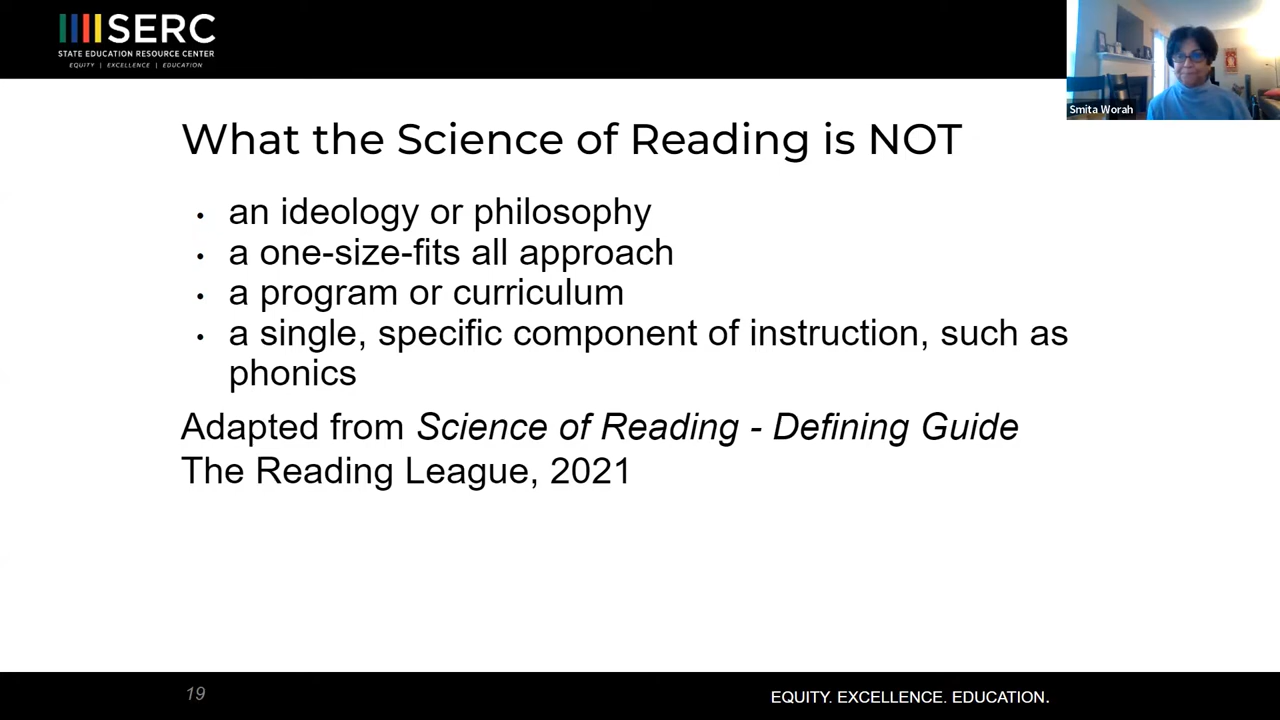 SERC
STATE EDUCATION RESOURCE CENTER
EQUITY | EXCELLENCE | EDUCATION
Smita Worah
What the Science of Reading is NOT
• an ideology or philosophy
• a one-size-fits all approach
• a program or curriculum
• a single, specific component of instruction, such as
phonics
Adapted from Science of Reading - Defining Guide
The Reading League, 2021
19
EQUITY. EXCELLENCE. EDUCATION.